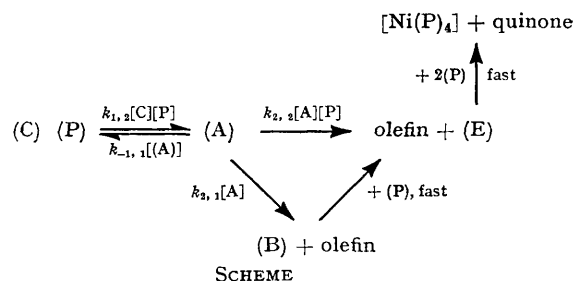 [Ni(P)₄] + quinone
+ 2(P) fast
k₁,₂[C][P] k₂,₂[A][P]
(C) (P) (A) olefin + (E)
k₋₁,₁[(A)]
k₂,₁[A] + (P), fast
(B) + olefin
SCHEME